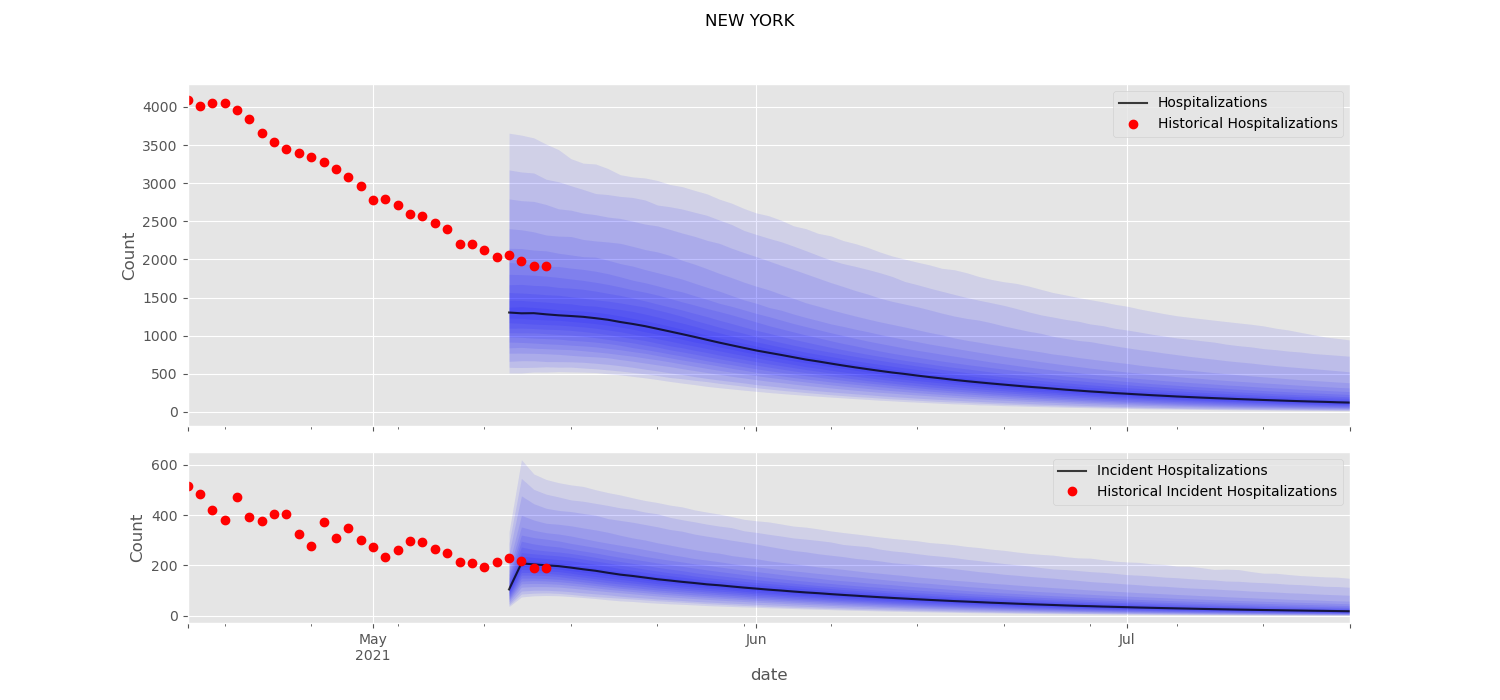 NEW YORK
Hospitalizations
Historical Hospitalizations
4000
3500
3000
2500
2000
1500
1000
500
0
Count
Incident Hospitalizations
Historical Incident Hospitalizations
600
400
200
0
Count
May
2021
Jun
Jul
date